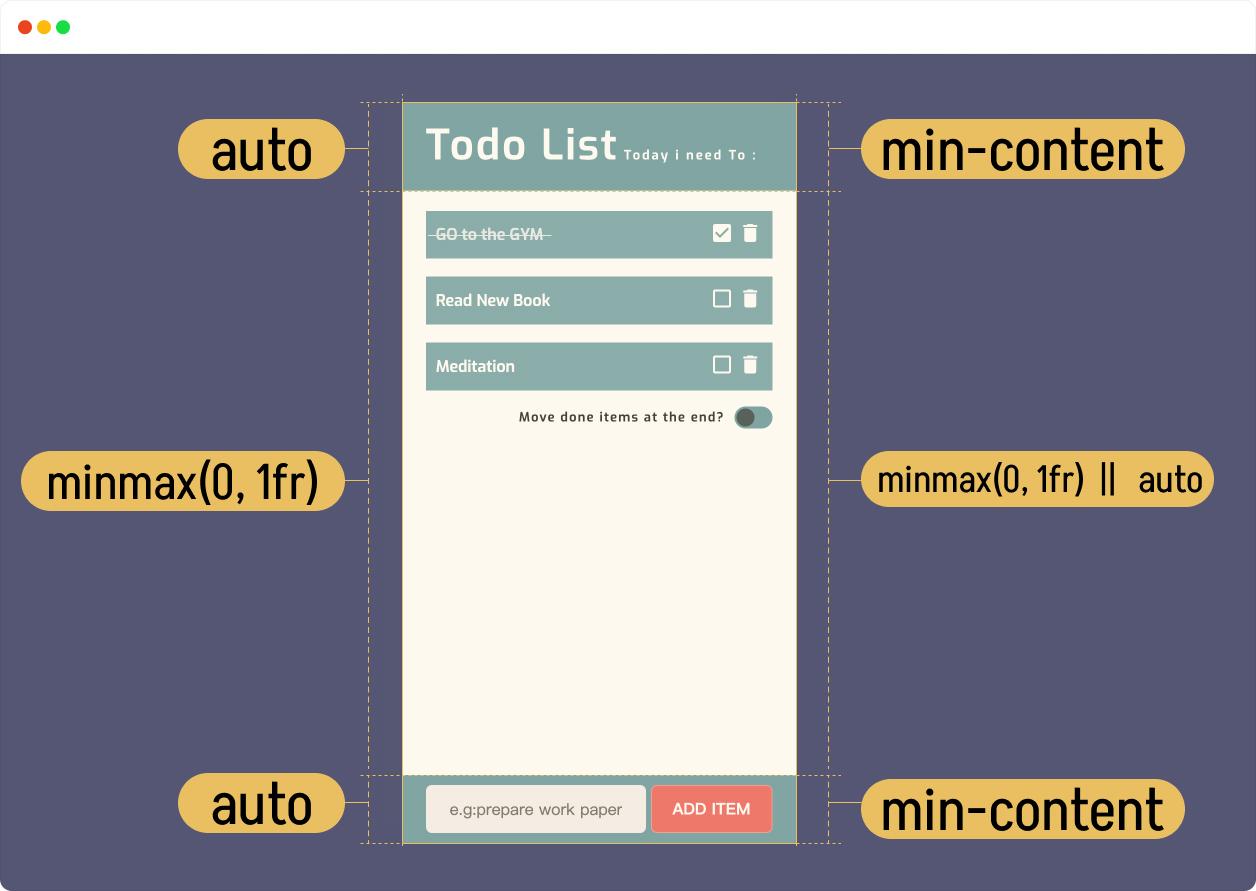 auto
Todo List Today i need To :
min-content
GO to the GYM
Read New Book
Meditation
Move done items at the end?
minmax(0, 1fr)
minmax(0, 1fr) || auto
auto
e.g:prepare work paper
ADD ITEM
min-content